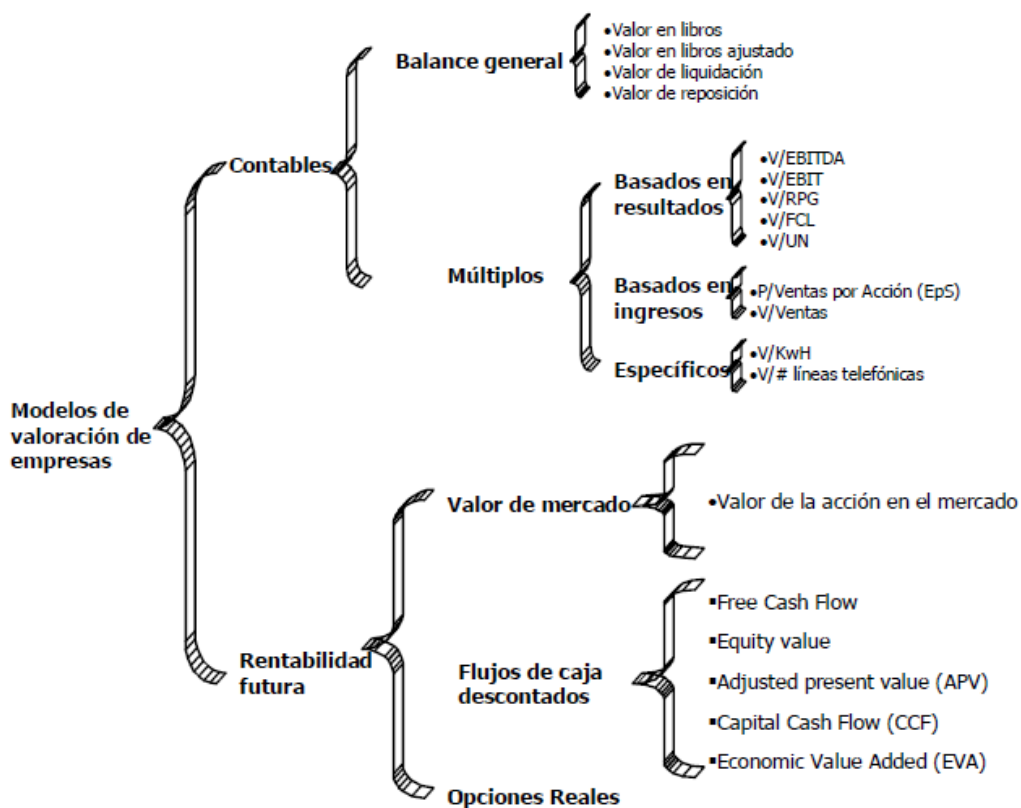 Modelos de
valoración de
empresas
Contables
Balance general
•Valor en libros
•Valor en libros ajustado
•Valor de liquidación
•Valor de reposición
Múltiplos
Basados en
resultados
•V/EBITDA
•V/EBIT
•V/RPG
•V/FCL
•V/UN
Basados en
ingresos
•P/Ventas por Acción (EpS)
•V/Ventas
Específicos
•V/KwH
•V/# líneas telefónicas
Rentabilidad
futura
Valor de mercado
•Valor de la acción en el mercado
Flujos de caja
descontados
▪Free Cash Flow
▪Equity value
▪Adjusted present value (APV)
▪Capital Cash Flow (CCF)
▪Economic Value Added (EVA)
Opciones Reales